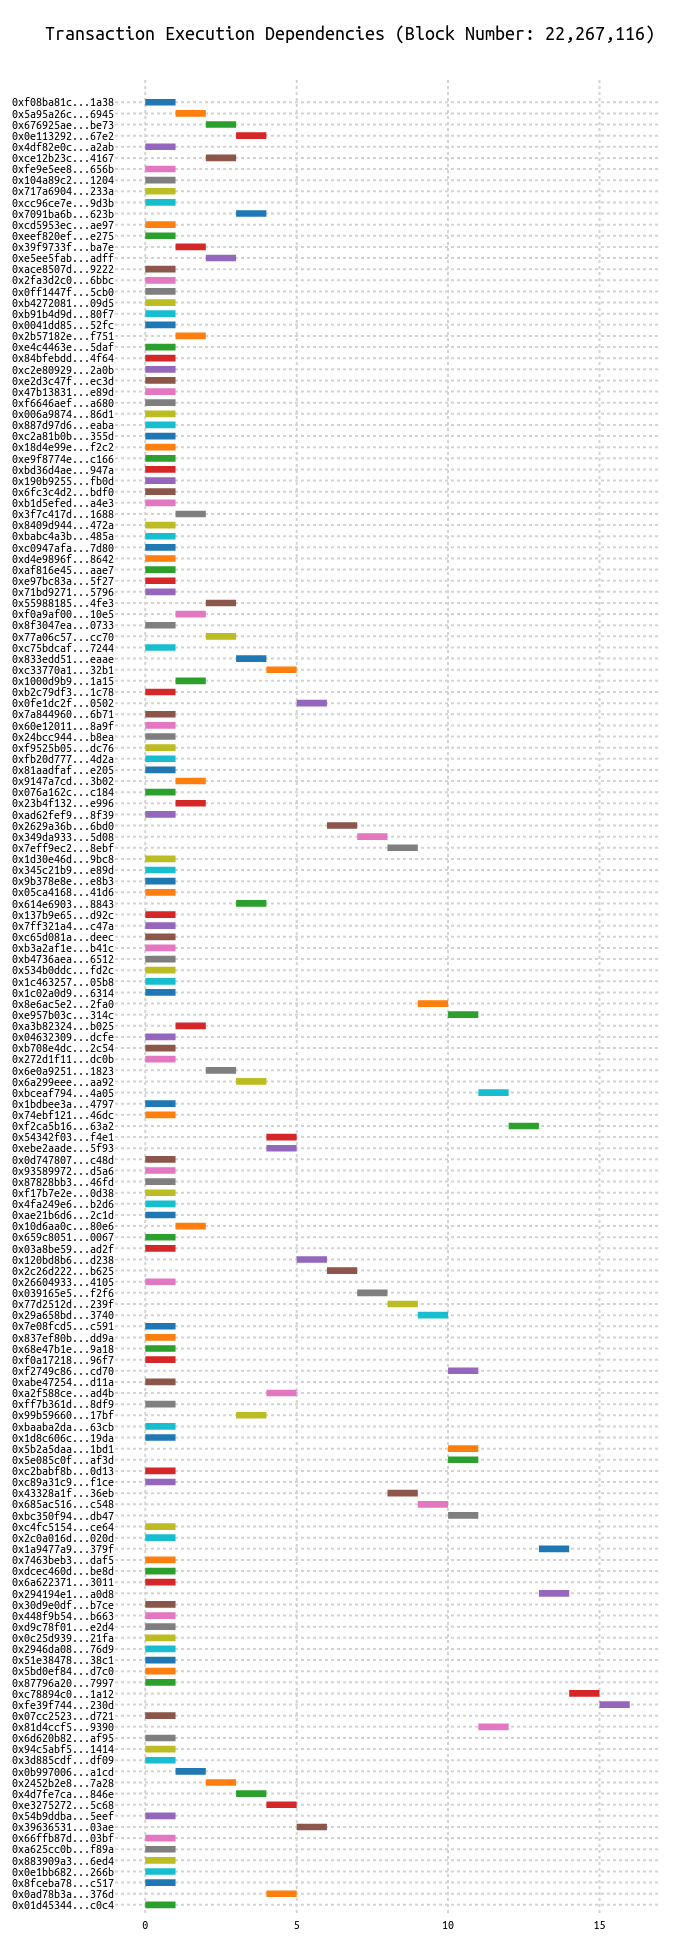 Transaction Execution Dependencies (Block Number: 22,267,116)
0xf08ba81c...1a38
0x5a95a26c...6945
0x676925ae...be73
0x0e113292...67e2
0x4df82e0c...a2ab
0xce12b23c...4167
0xfe9e5ee8...656b
0x104a89c2...1204
0x717a6904...233a
0xcc96ce7e...9d3b
0x7091ba6b...623b
0xcd5953ec...ae97
0xeef820ef...e275
0x39f9733f...ba7e
0xe5ee5fab...adff
0xace8507d...9222
0x2fa3d2c0...6bbc
0x0ff1447f...5cb0
0xb4272081...09d5
0xb91b4d9d...80f7
0x0041dd85...52fc
0x2b57182e...f751
0xe4c4463e...5daf
0x84bfebdd...4f64
0xc2e80929...2a0b
0xe2d3c47f...ec3d
0x47b13831...e89d
0xf6646aef...a680
0x006a9874...86d1
0x887d97d6...eaba
0xc2a81b0b...355d
0x18d4e99e...f2c2
0xe9f8774e...c166
0xbd36d4ae...947a
0x190b9255...fb0d
0x6fc3c4d2...bdf0
0xb1d5efed...a4e3
0x3f7c417d...1688
0x8409d944...472a
0xbabc4a3b...485a
0xc0947afa...7d80
0xd4e9896f...8642
0xaf816e45...aae7
0xe97bc83a...5f27
0x71bd9271...5796
0x55988185...4fe3
0xf0a9af00...10e5
0x8f3047ea...0733
0x77a06c57...cc70
0xc75bdcaf...7244
0x833edd51...eaae
0xc33770a1...32b1
0x1000d9b9...1a15
0xb2c79df3...1c78
0x0fe1dc2f...0502
0x7a844960...6b71
0x60e12011...8a9f
0x24bcc944...b8ea
0xf9525b05...dc76
0xfb20d777...4d2a
0x81aadfaf...e205
0x9147a7cd...3b02
0x076a162c...c184
0x23b4f132...e996
0xad62fef9...8f39
0x2629a36b...6bd0
0x349da933...5d08
0x7eff9ec2...8ebf
0x1d30e46d...9bc8
0x345c21b9...e89d
0x9b378e8e...e8b3
0x05ca4168...41d6
0x614e6903...8843
0x137b9e65...d92c
0x7ff321a4...c47a
0xc65d081a...deec
0xb3a2af1e...b41c
0xb4736aea...6512
0x534b0ddc...fd2c
0x1c463257...05b8
0x1c02a0d9...6314
0x8e6ac5e2...2fa0
0xe957b03c...314c
0xa3b82324...b025
0x04632309...dcfe
0xb708e4dc...2c54
0x272d1f11...dc0b
0x6e0a9251...1823
0x6a299eee...aa92
0xbceaf794...4a05
0x1bdbee3a...4797
0x74ebf121...46dc
0xf2ca5b16...63a2
0x54342f03...f4e1
0xebe2aade...5f93
0x0d747807...c48d
0x93589972...d5a6
0x87828bb3...46fd
0xf17b7e2e...0d38
0x4fa249e6...b2d6
0xae21b6d6...2c1d
0x10d6aa0c...80e6
0x659c8051...0067
0x03a8be59...ad2f
0x120bd8b6...d238
0x2c26d222...b625
0x26604933...4105
0x039165e5...f2f6
0x77d2512d...239f
0x29a658bd...3740
0x7e08fcd5...c591
0x837ef80b...dd9a
0x68e47b1e...9a18
0xf0a17218...96f7
0xf2749c86...cd70
0xabe47254...d11a
0xa2f588ce...ad4b
0xff7b361d...8df9
0x99b59660...17bf
0xbaaba2da...63cb
0x1d8c606c...19da
0x5b2a5daa...1bd1
0x5e085c0f...af3d
0xc2babf8b...0d13
0xc89a31c9...f1ce
0x43328a1f...36eb
0x685ac516...c548
0xbc350f94...db47
0xc4fc5154...ce64
0x2c0a016d...020d
0x1a9477a9...379f
0x7463beb3...daf5
0xdcec460d...be8d
0x6a622371...3011
0x294194e1...a0d8
0x30d9e0df...b7ce
0x448f9b54...b663
0xd9c78f01...e2d4
0x0c25d939...21fa
0x2946da08...76d9
0x51e38478...38c1
0x5bd0ef84...d7c0
0x87796a20...7997
0xc78894c0...1a12
0xfe39f744...230d
0x07cc2523...d721
0x81d4ccf5...9390
0x6d620b82...af95
0x94c5abf5...1414
0x3d885cdf...df09
0x0b997006...a1cd
0x2452b2e8...7a28
0x4d7fe7ca...846e
0xe3275272...5c68
0x54b9ddba...5eef
0x39636531...03ae
0x66ffb87d...03bf
0xa625cc0b...f89a
0x883909a3...6ed4
0x0e1bb682...266b
0x8fceba78...c517
0x0ad78b3a...376d
0x01d45344...c0c4
0 5 10 15